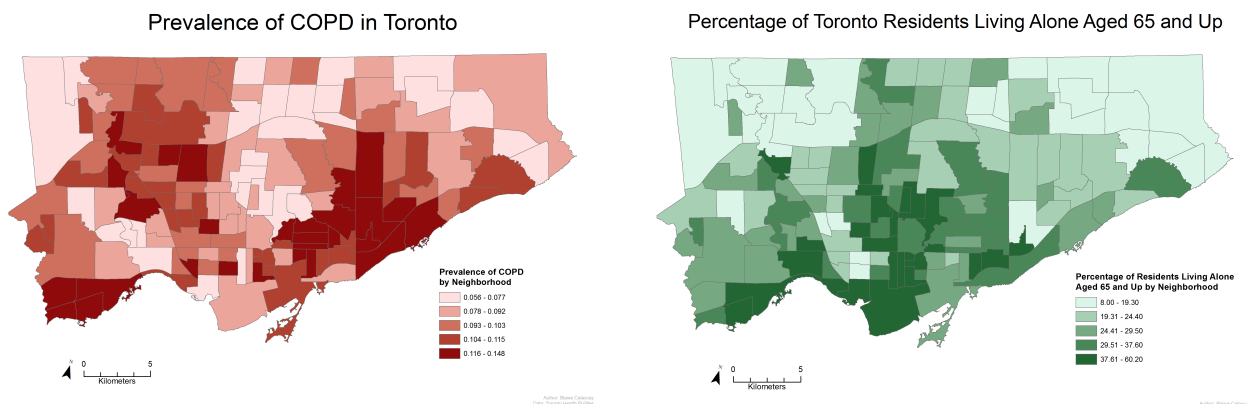 Prevalence of COPD in Toronto
Prevalence of COPD
by Neighborhood
0.056 - 0.077
0.078 - 0.092
0.093 - 0.103
0.104 - 0.115
0.116 - 0.148
N
0 5
Kilometers
Percentage of Toronto Residents Living Alone Aged 65 and Up
Percentage of Residents Living Alone
Aged 65 and Up by Neighborhood
8.00 - 19.30
19.31 - 24.40
24.41 - 29.50
29.51 - 37.60
37.61 - 60.20
N
0 5
Kilometers